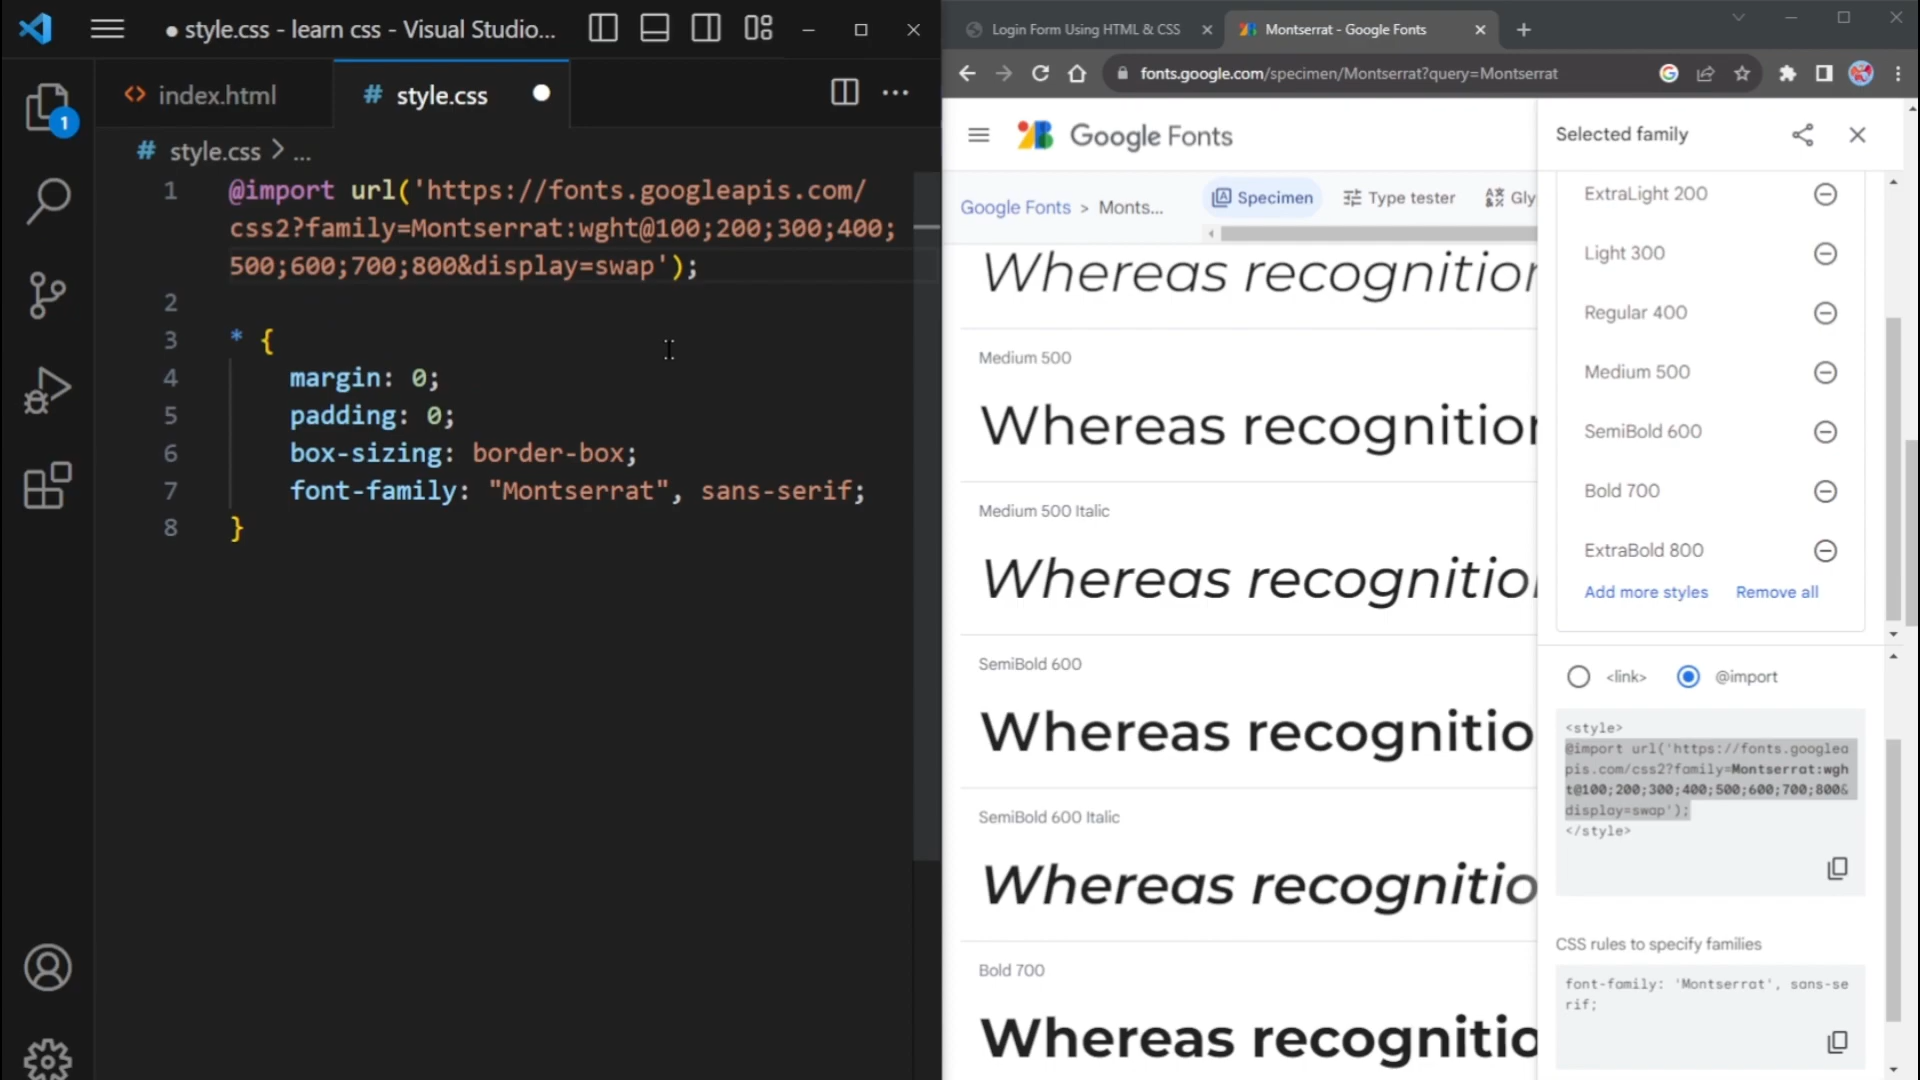 ● style.css - learn css - Visual Studio...
index.html
# style.css
# style.css > ...
1 @import url('https://fonts.googleapis.com/
css2?family=Montserrat:wght@100;200;300;400;
500;600;700;800&display=swap');
2
3 * {
4 margin: 0;
5 padding: 0;
6 box-sizing: border-box;
7 font-family: "Montserrat", sans-serif;
8 }
1
Login Form Using HTML & CSS
Montserrat - Google Fonts
fonts.google.com/specimen/Montserrat?query=Montserrat
Google Fonts
Google Fonts > Monts...
Specimen
Type tester
Gly
Whereas recognition
Medium 500
Whereas recognition
Medium 500 Italic
Whereas recognition
SemiBold 600
Whereas recognitio
SemiBold 600 Italic
Whereas recognitio
Bold 700
Whereas recognitio
Selected family
ExtraLight 200
Light 300
Regular 400
Medium 500
SemiBold 600
Bold 700
ExtraBold 800
Add more styles
Remove all
<link>
@import
<style>
@import url('https://fonts.googlea
pis.com/css2?family=Montserrat:wgh
t@100;200;300;400;500;600;700;800&
display=swap');
</style>
CSS rules to specify families
font-family: 'Montserrat', sans-se
rif;